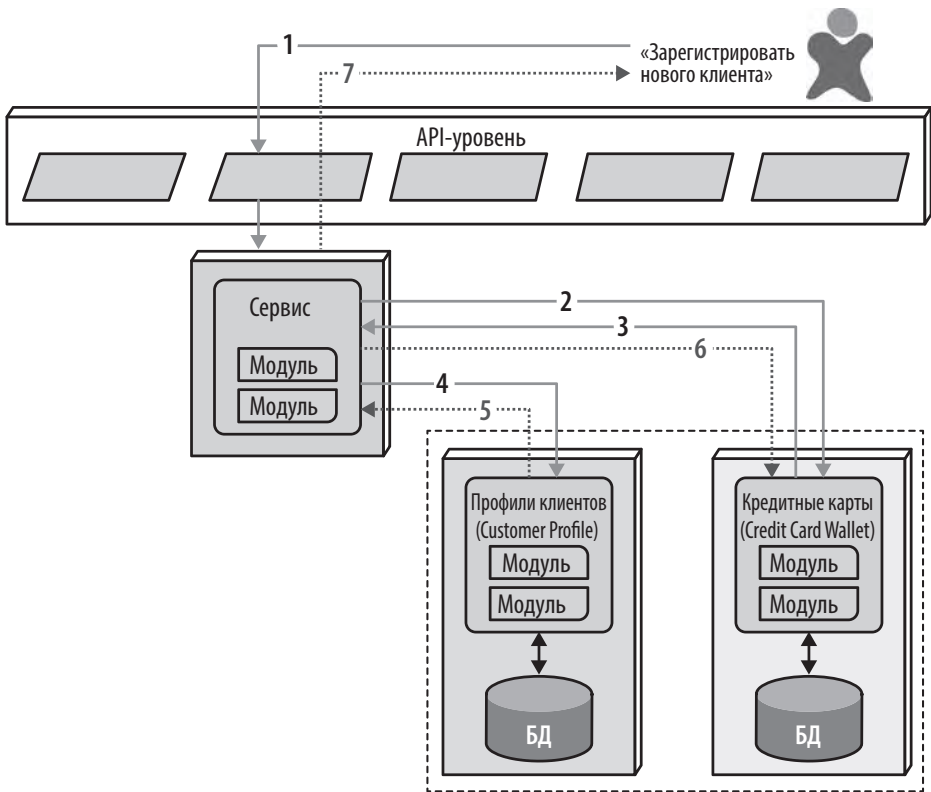 1
«Зарегистрировать
нового клиента»
7
API-уровень
Сервис
Модуль
Модуль
2
3
6
4
5
Профили клиентов
(Customer Profile)
Модуль
Модуль
БД
Кредитные карты
(Credit Card Wallet)
Модуль
Модуль
БД